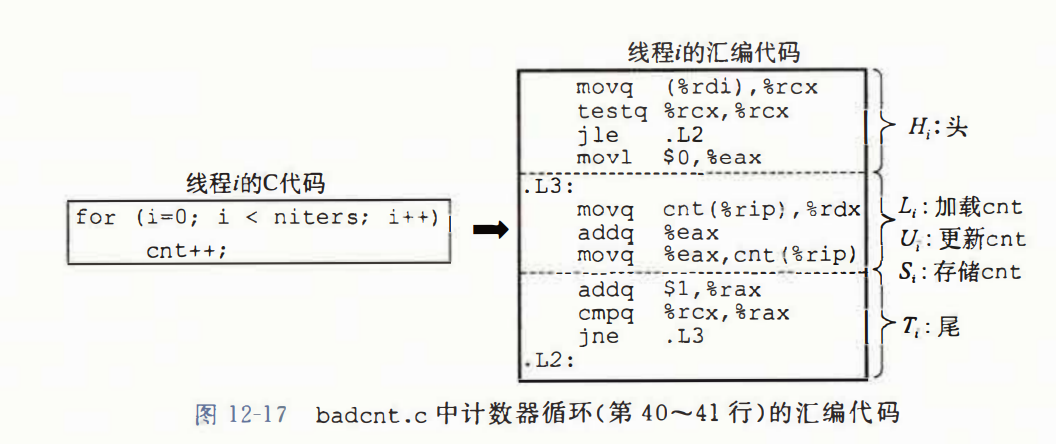 线程i的汇编代码
movq (%rdi),%rcx
testq %rcx,%rcx
jle .L2
movl $0,%eax
H_i:头
线程i的C代码
for (i=0; i < niters; i++)
cnt++;
.L3:
movq cnt(%rip),%rdx
addq %eax
movq %eax,cnt(%rip)
L_i:加载cnt
U_i:更新cnt
S_i:存储cnt
addq $1,%rax
cmpq %rcx,%rax
jne .L3
.L2:
T_i:尾
图 12-17 badcnt.c 中计数器循环(第 40～41 行)的汇编代码